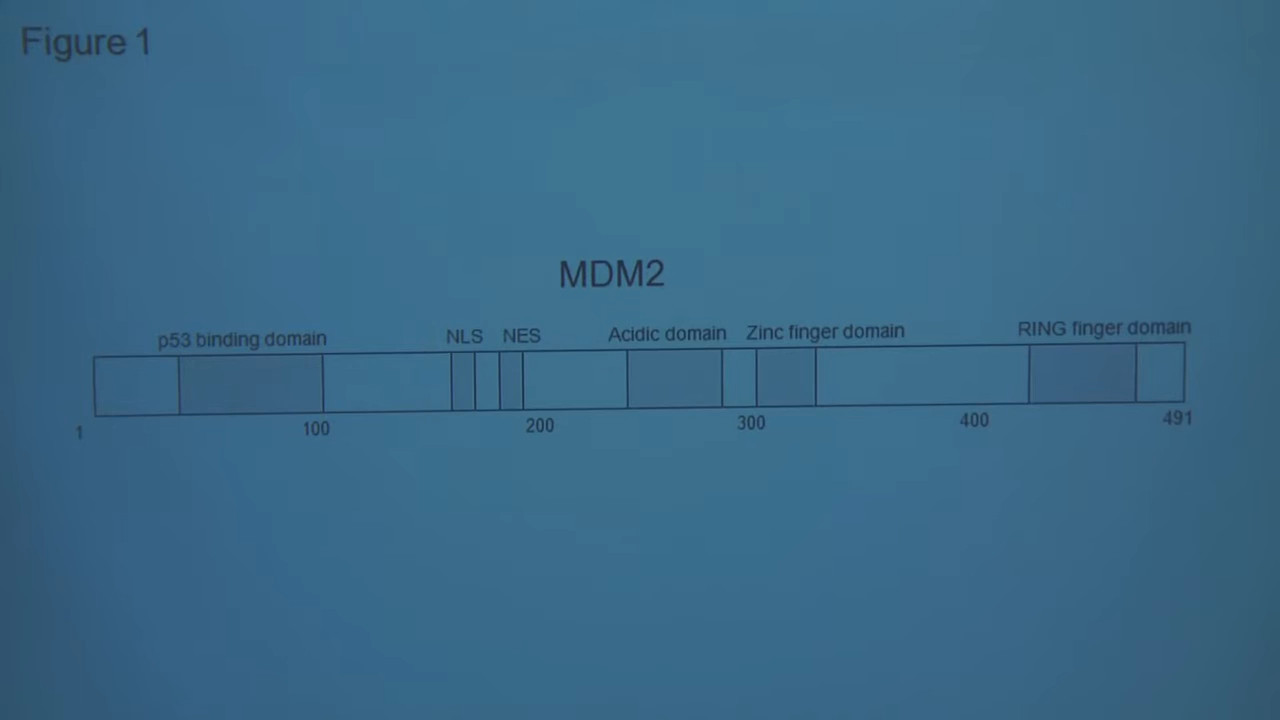 Figure 1
MDM2
p53 binding domain NLS NES Acidic domain Zinc finger domain RING finger domain
1 100 200 300 400 491